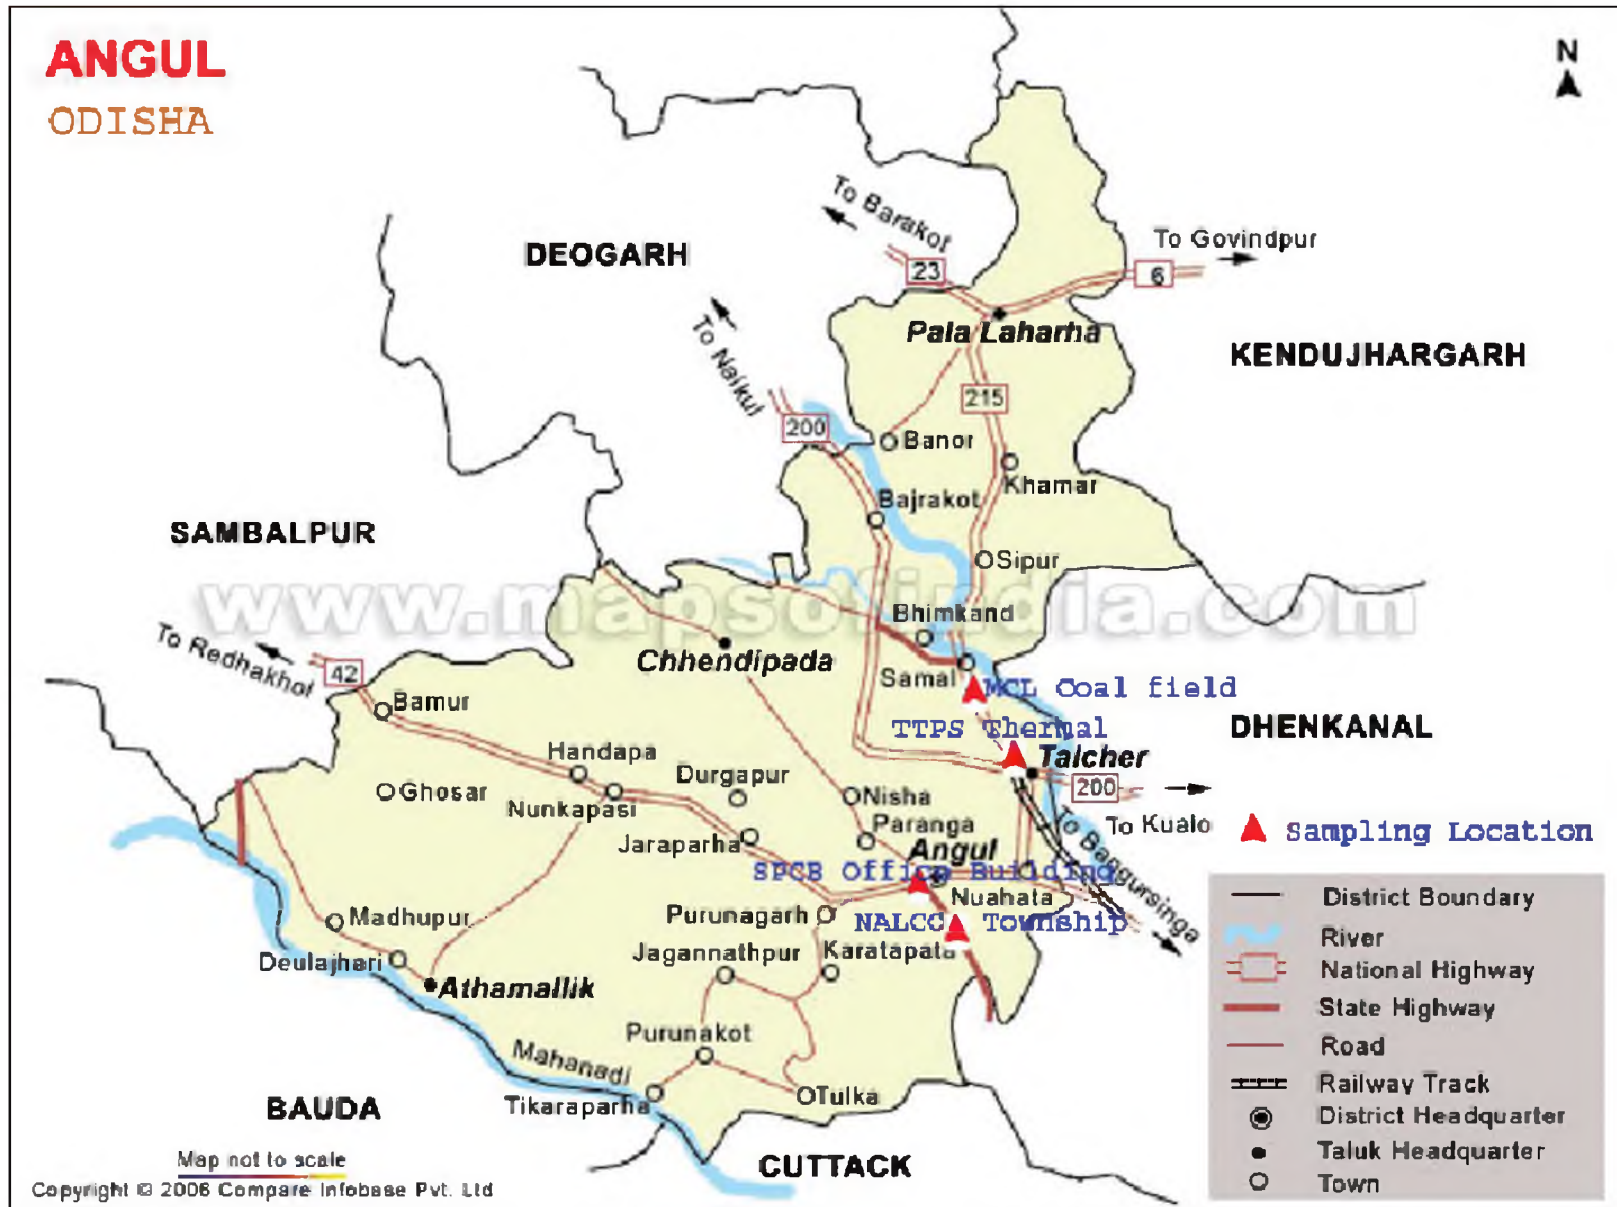 ANGUL
ODISHA
N
To Barakot
To Govindpur
DEOGARH
23
6
Pala Laharha
To Naikul
KENDUJHARGARH
215
200
Banor
Khamar
Bajrakot
SAMBALPUR
Sipur
www.mapsofindia.com
Bhimkand
To Redhakhol
Chhendipada
42
Samal
MCL Coal field
Bamur
TTPS Thermal
DHENKANAL
Handapa
Talcher
Durgapur
200
Ghosar
Nunkapasi
Nisha
To Kualo
Paranga
Sampling Location
Jaraparha
Angul
To Bangursinga
SPCB Office Building
Nuahata
Purunagarh
NALCO Township
Madhupur
Jagannathpur
Karatapata
Deulajhari
Athamallik
Purunakot
Mahanadi
Tikaraparha
Tulka
BAUDA
CUTTACK
District Boundary
River
National Highway
State Highway
Road
Railway Track
District Headquarter
Taluk Headquarter
Town
Map not to scale
Copyright © 2006 Compare Infobase Pvt. Ltd